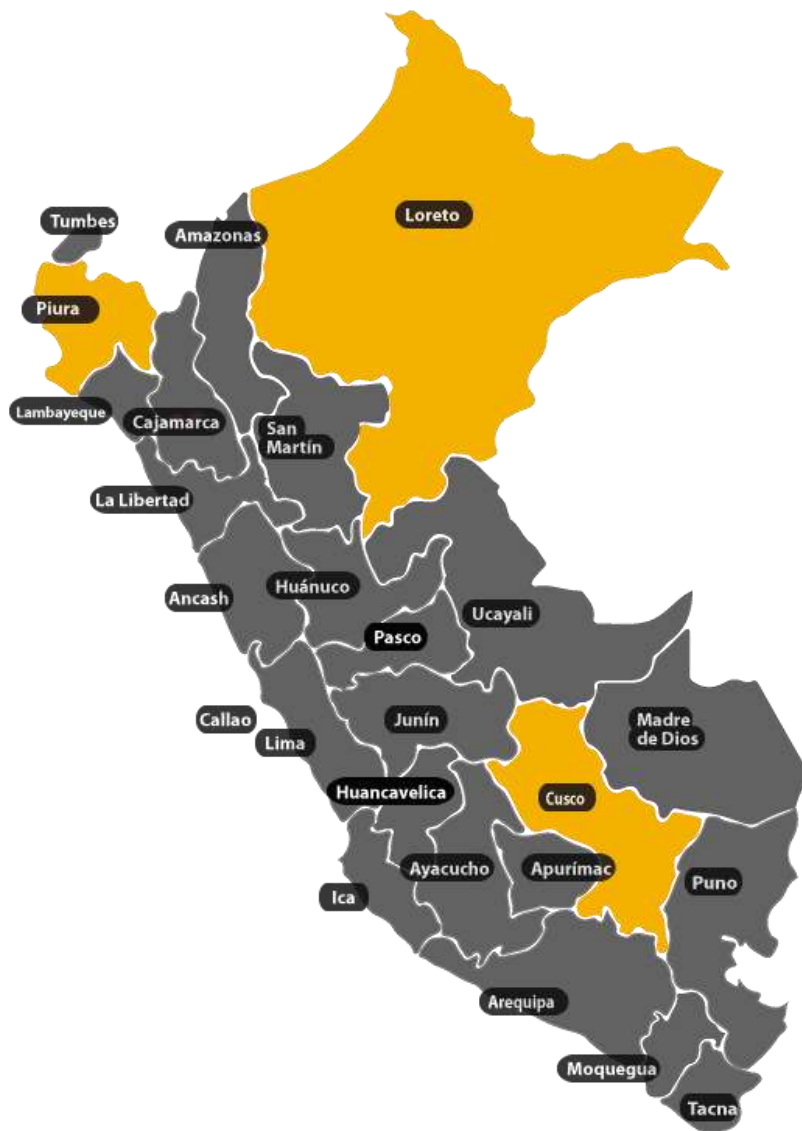 Loreto
Tumbes
Amazonas
Piura
Lambayeque
Cajamarca
San
Martín
La Libertad
Huánuco
Ancash
Ucayali
Pasco
Callao
Junín
Madre
de Dios
Lima
Huancavelica
Cusco
Ayacucho
Apurímac
Puno
Ica
Arequipa
Moquegua
Tacna